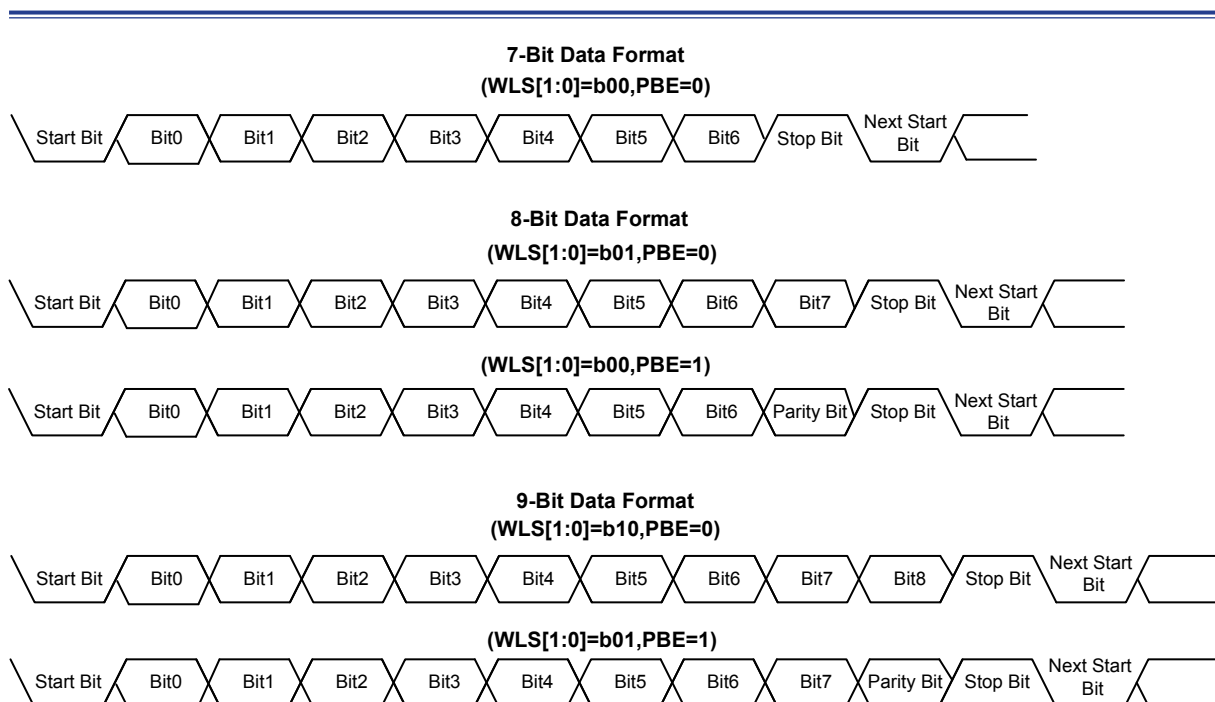 7-Bit Data Format
(WLS[1:0]=b00,PBE=0)
Start Bit Bit0 Bit1 Bit2 Bit3 Bit4 Bit5 Bit6 Stop Bit Next Start Bit
8-Bit Data Format
(WLS[1:0]=b01,PBE=0)
Start Bit Bit0 Bit1 Bit2 Bit3 Bit4 Bit5 Bit6 Bit7 Stop Bit Next Start Bit
(WLS[1:0]=b00,PBE=1)
Start Bit Bit0 Bit1 Bit2 Bit3 Bit4 Bit5 Bit6 Parity Bit Stop Bit Next Start Bit
9-Bit Data Format
(WLS[1:0]=b10,PBE=0)
Start Bit Bit0 Bit1 Bit2 Bit3 Bit4 Bit5 Bit6 Bit7 Bit8 Stop Bit Next Start Bit
(WLS[1:0]=b01,PBE=1)
Start Bit Bit0 Bit1 Bit2 Bit3 Bit4 Bit5 Bit6 Bit7 Parity Bit Stop Bit Next Start Bit